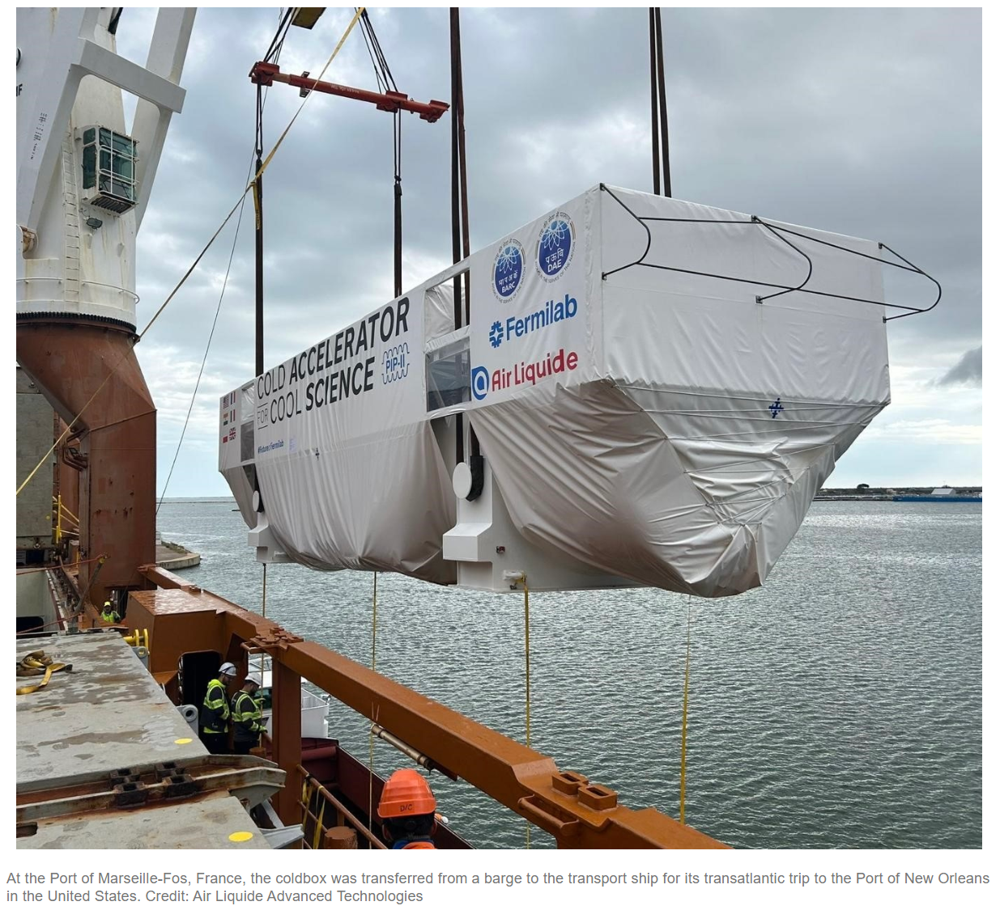 COLD ACCELERATOR
FOR COOL SCIENCE
PIP-II
भा प अ कें
BARC
प ऊ वि
DAE
Fermilab
Air Liquide
D/C
At the Port of Marseille-Fos, France, the coldbox was transferred from a barge to the transport ship for its transatlantic trip to the Port of New Orleans
in the United States. Credit: Air Liquide Advanced Technologies